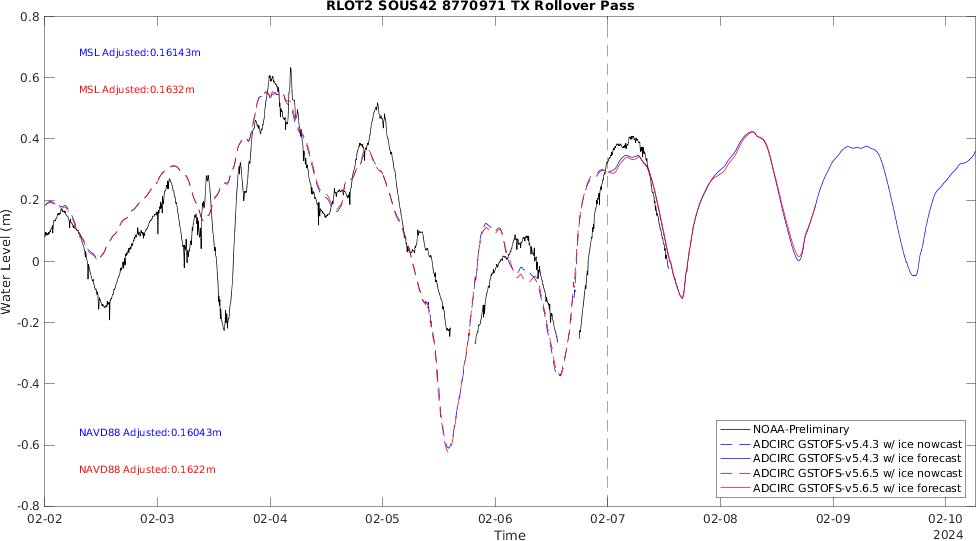 RLOT2 SOUS42 8770971 TX Rollover Pass
0.8
MSL Adjusted:0.16143m
0.6
MSL Adjusted:0.1632m
0.4
0.2
0
Water Level (m)
-0.2
-0.4
NAVD88 Adjusted:0.16043m
NOAA-Preliminary
ADCIRC GSTOFS-v5.4.3 w/ ice nowcast
-0.6
ADCIRC GSTOFS-v5.4.3 w/ ice forecast
NAVD88 Adjusted:0.1622m
ADCIRC GSTOFS-v5.6.5 w/ ice nowcast
ADCIRC GSTOFS-v5.6.5 w/ ice forecast
-0.8
02-02 02-03 02-04 02-05 02-06 02-07 02-08 02-09 02-10
Time 2024